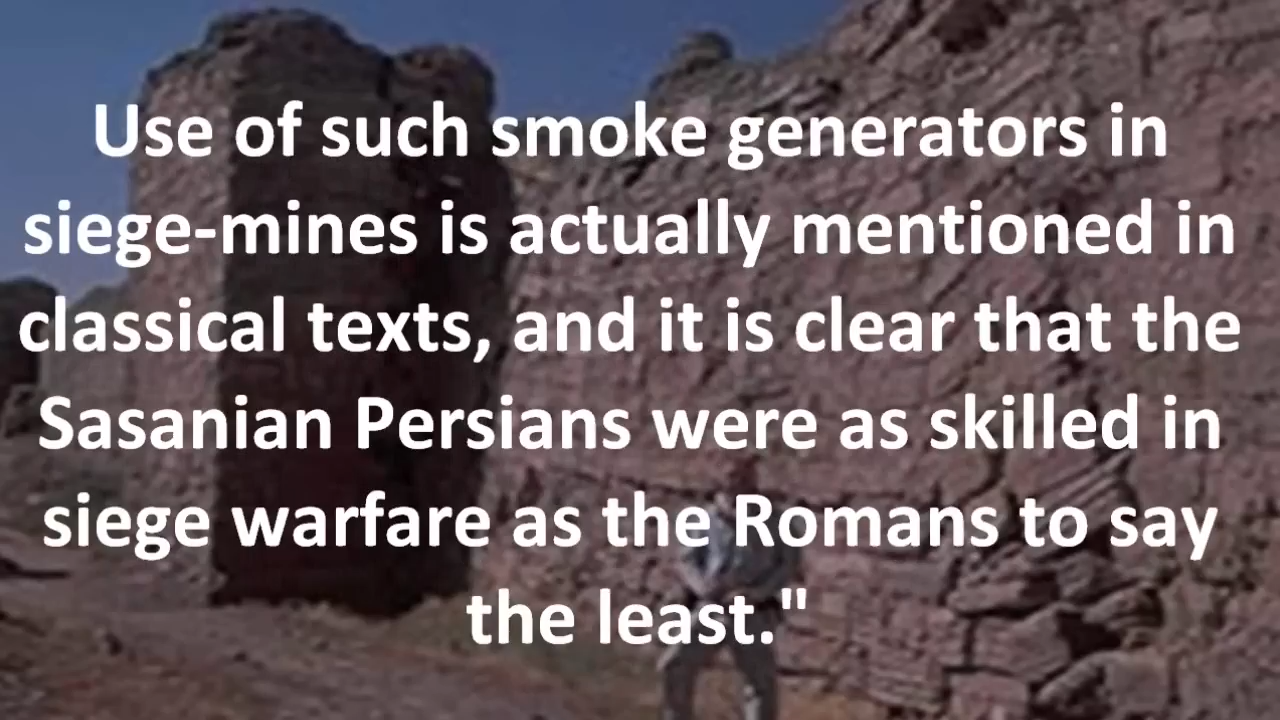 Use of such smoke generators in
siege-mines is actually mentioned in
classical texts, and it is clear that the
Sasanian Persians were as skilled in
siege warfare as the Romans to say
the least."